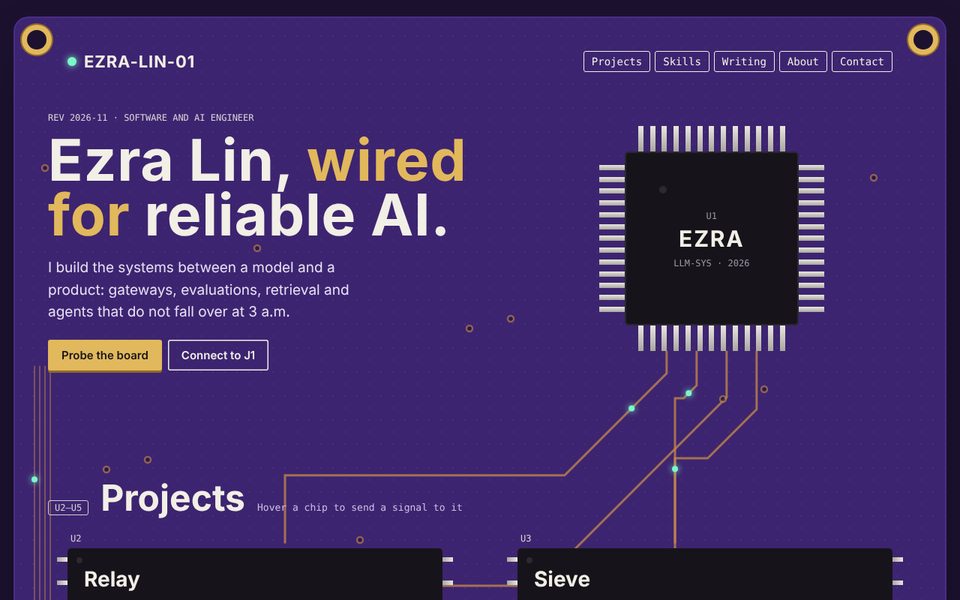 EZRA-LIN-01
Projects Skills Writing About Contact
REV 2026-11 · SOFTWARE AND AI ENGINEER
Ezra Lin, wired
for reliable AI.
I build the systems between a model and a
product: gateways, evaluations, retrieval and
agents that do not fall over at 3 a.m.
Probe the board
Connect to J1
U1
EZRA
LLM-SYS · 2026
U2–U5
Projects
Hover a chip to send a signal to it
U2
Relay
U3
Sieve